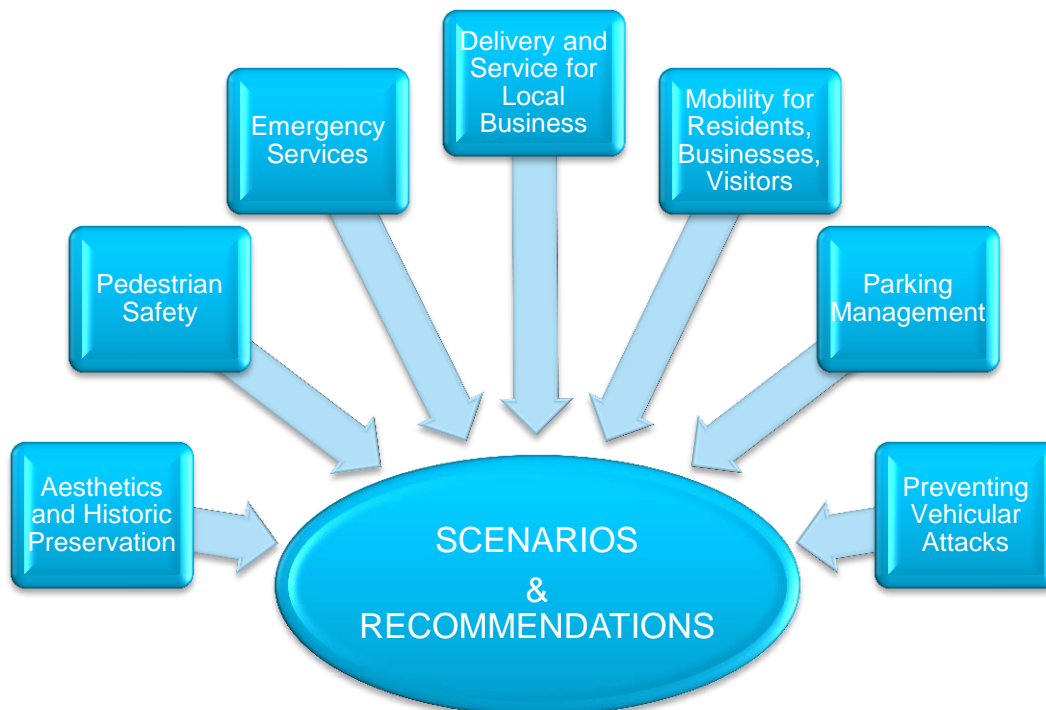 Delivery and
Service for
Local
Business
Emergency
Services
Mobility for
Residents,
Businesses,
Visitors
Pedestrian
Safety
Parking
Management
Aesthetics
and Historic
Preservation
Preventing
Vehicular
Attacks
SCENARIOS
&
RECOMMENDATIONS